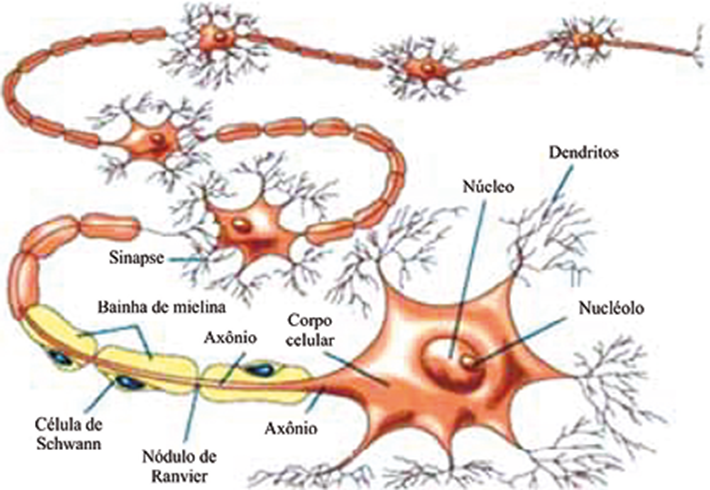 Dendritos
Núcleo
Sinapse
Bainha de mielina
Nucléolo
Corpo
celular
Axônio
Célula de
Schwann
Axônio
Nódulo de
Ranvier